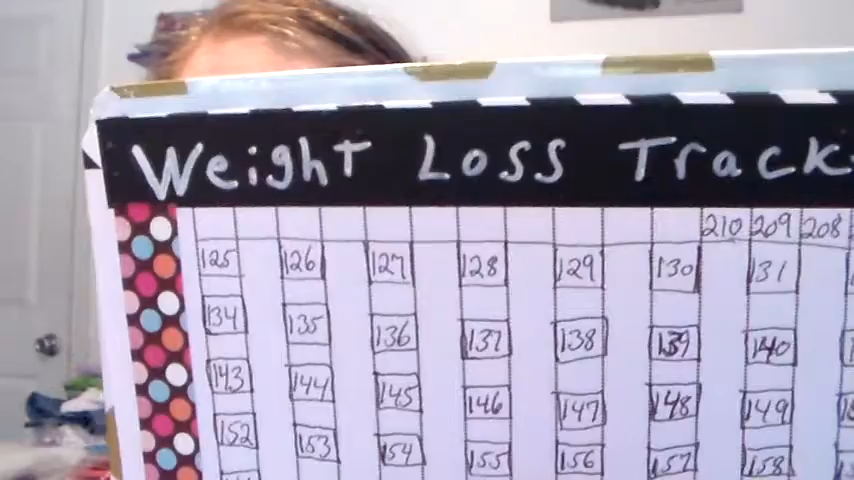 Weight Loss Track
210 209 208
125 126 127 128 129 130 131
134 135 136 137 138 139 140
143 144 145 146 147 148 149
152 153 154 155 156 157 158